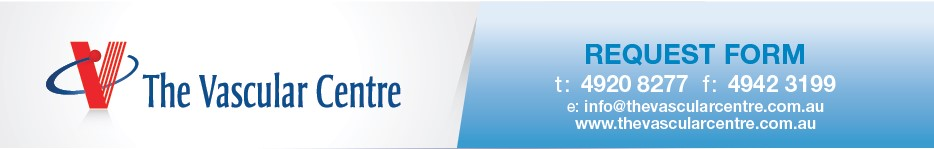 The Vascular Centre
REQUEST FORM
t: 4920 8277 f: 4942 3199
e: info@thevascularcentre.com.au
www.thevascularcentre.com.au